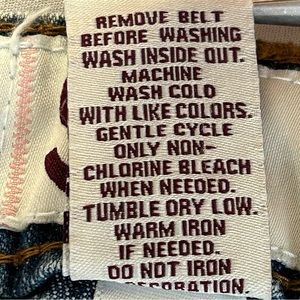 REMOVE BELT
BEFORE WASHING
WASH INSIDE OUT.
MACHINE
WASH COLD
WITH LIKE COLORS.
GENTLE CYCLE
ONLY NON-
CHLORINE BLEACH
WHEN NEEDED.
TUMBLE DRY LOW.
WARM IRON
IF NEEDED.
DO NOT IRON
DECORATION.